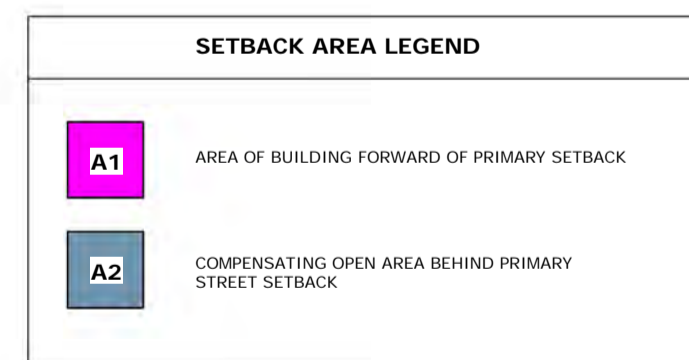 SETBACK AREA LEGEND
A1
AREA OF BUILDING FORWARD OF PRIMARY SETBACK
A2
COMPENSATING OPEN AREA BEHIND PRIMARY
STREET SETBACK